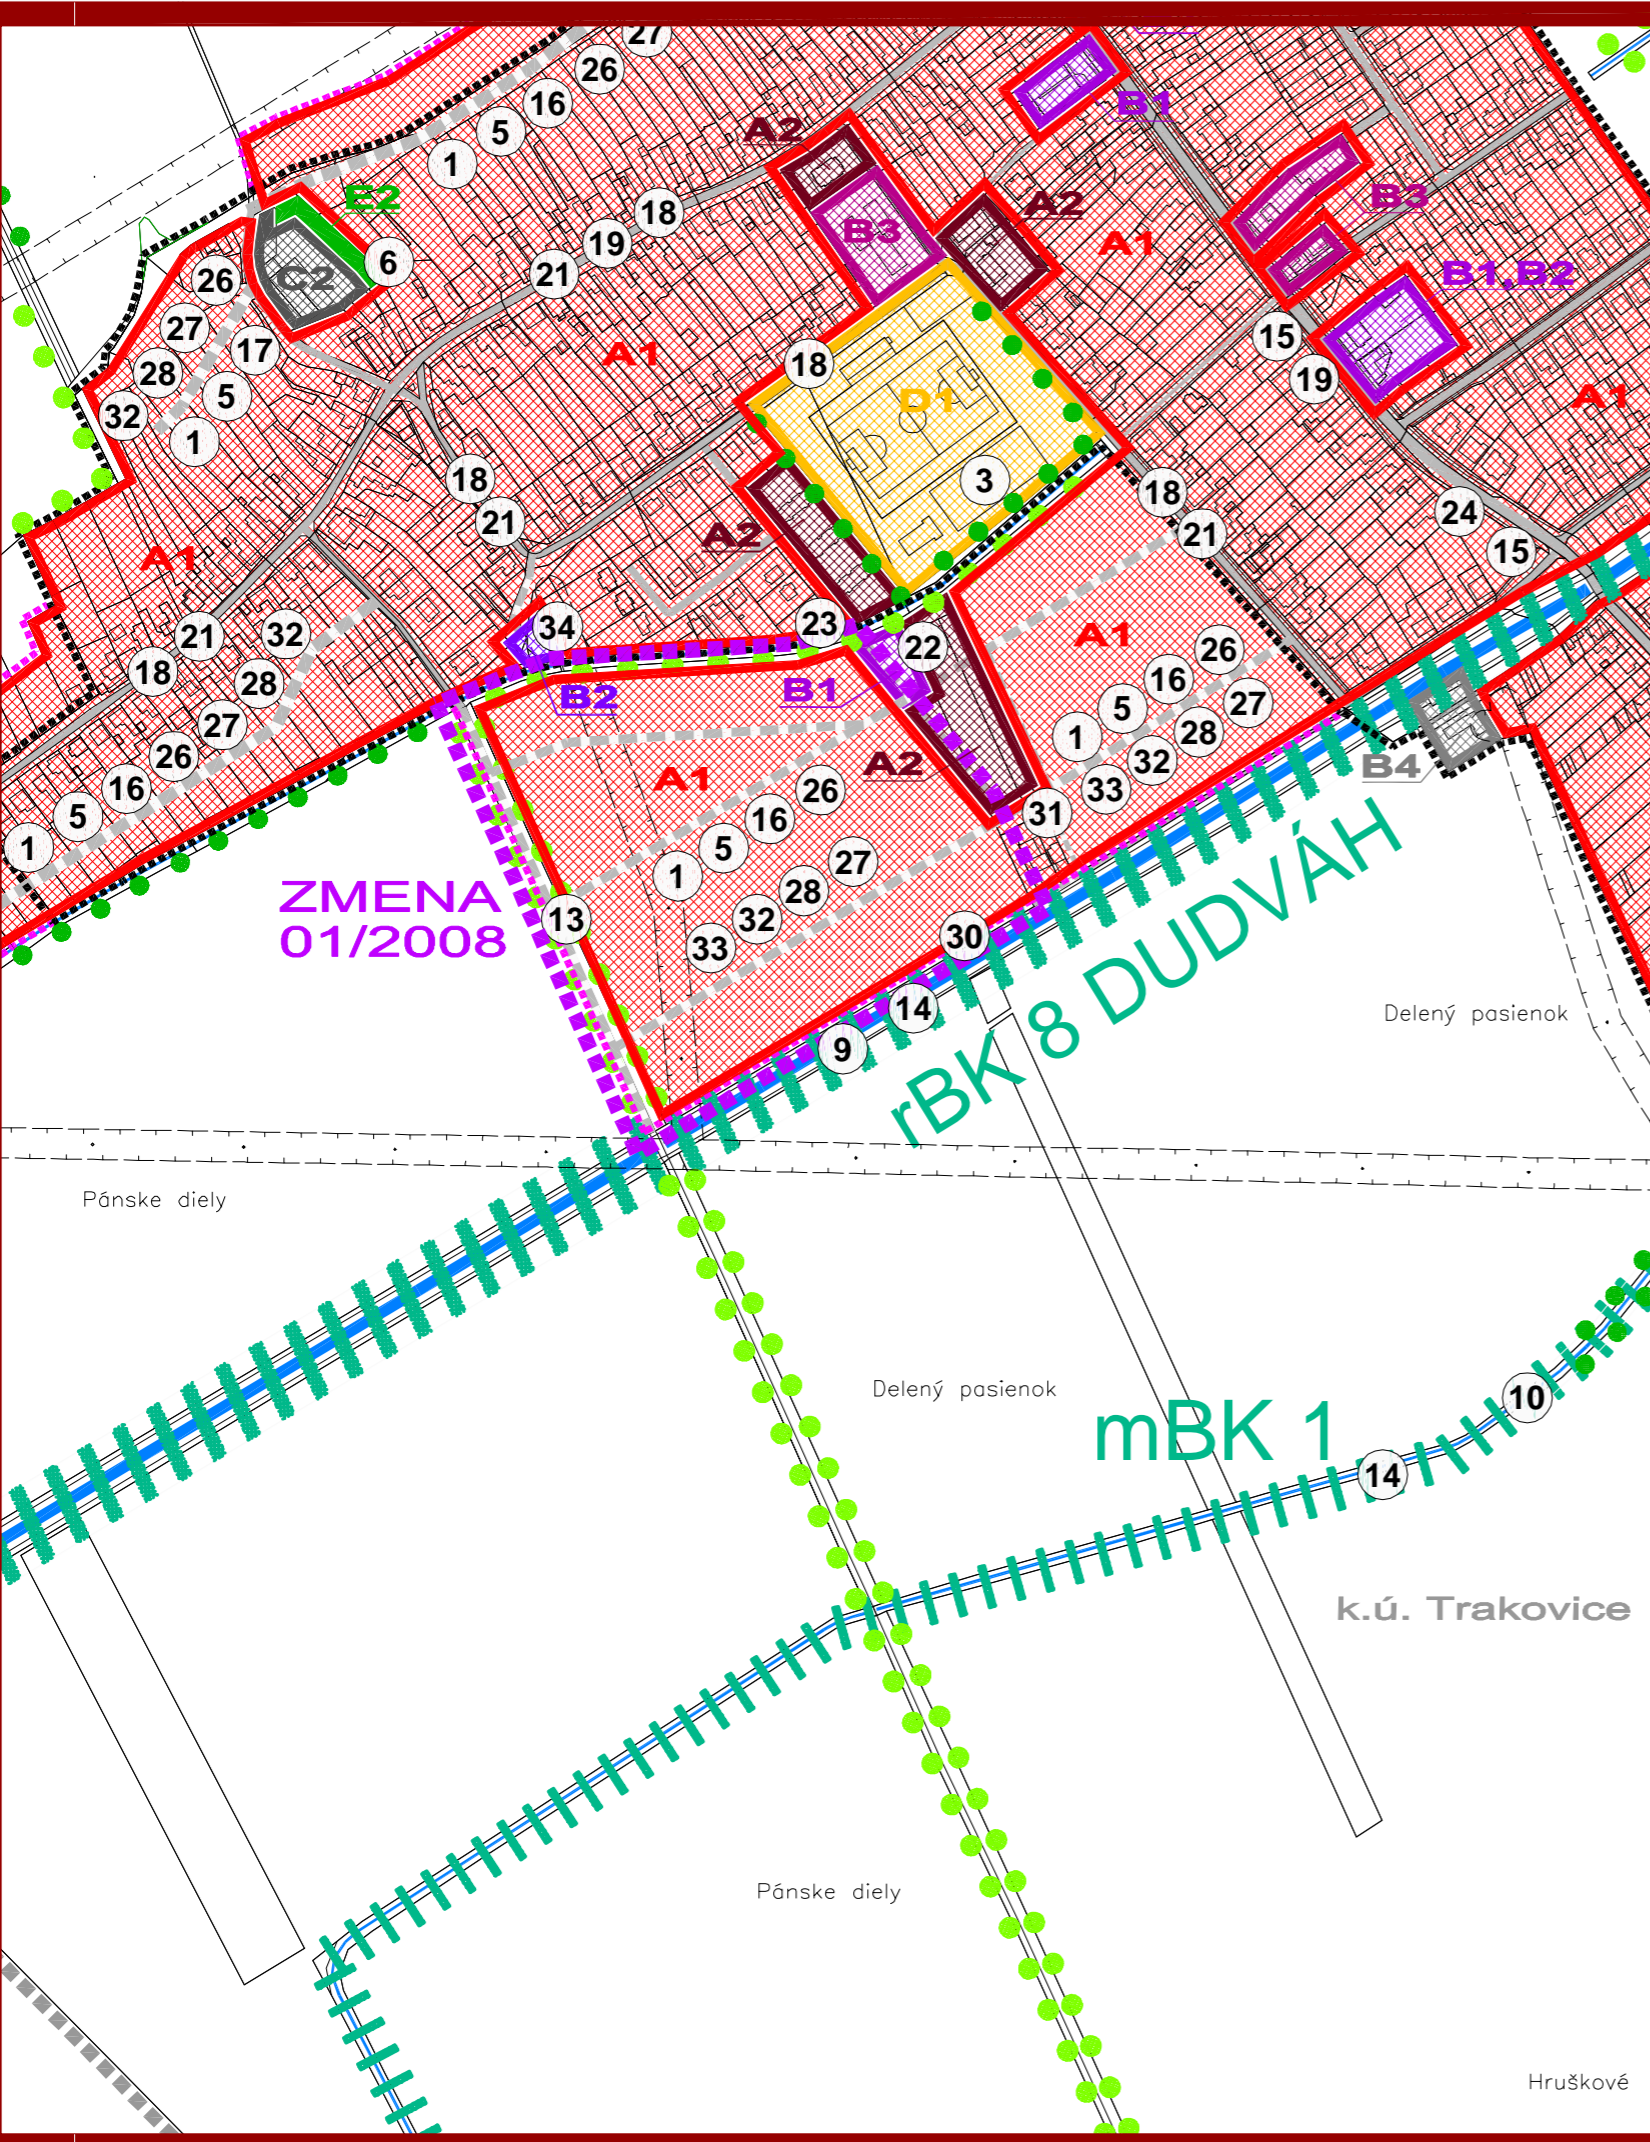 27
26
16
5
1
A2
B1
E2
18
A2
B3
19
B3
A1
6
C2
21
26
B1,B2
27
15
17
18
A1
28
19
D1
A1
5
32
1
3
18
18
24
21
A2
21
15
A1
34
23
32
21
A1
22
26
18
28
B2
B1
16
27
5
27
1
28
26
A1
A2
32
B4
16
26
33
5
16
31
1
5
27
1
28
ZMENA
01/2008
32
13
33
30
14
9
rBK 8 DUDVÁH
Delený pasienok
Pánske diely
Delený pasienok
10
mBK 1
14
k.ú. Trakovice
Pánske diely
Hruškové